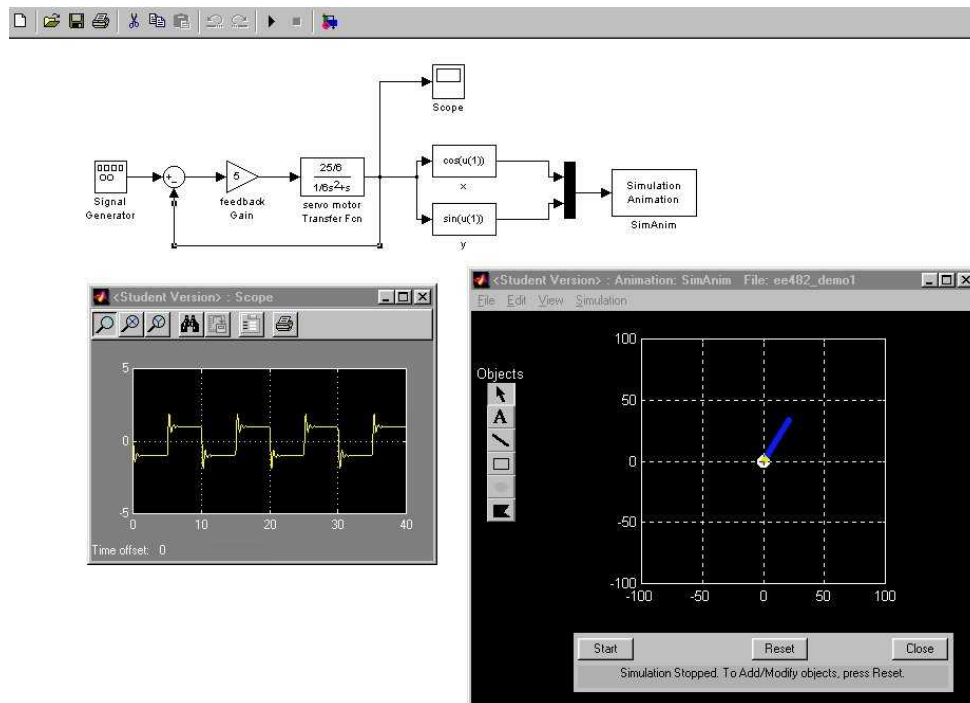 Scope
Signal
Generator
+
-
5
feedback
Gain
25/6
1/6s²+s
servo motor
Transfer Fcn
cos(u(1))
x
sin(u(1))
y
Simulation
Animation
SimAnim
<Student Version> : Scope
5
0
-5
0
10
20
30
40
Time offset: 0
<Student Version> : Animation: SimAnim File: ee482_demo1
File Edit View Simulation
Objects
A
100
50
0
-50
-100
-100
-50
0
50
100
Start
Reset
Close
Simulation Stopped. To Add/Modify objects, press Reset.